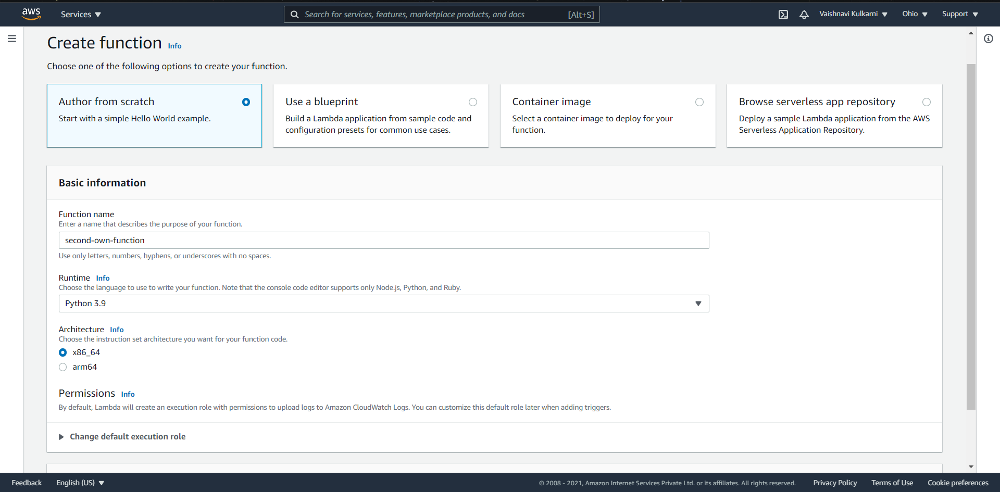 aws
Services
Search for services, features, marketplace products, and docs [Alt+S]
Vaishnavi Kulkarni
Ohio
Support
Create function Info
Choose one of the following options to create your function.
Author from scratch
Start with a simple Hello World example.
Use a blueprint
Build a Lambda application from sample code and
configuration presets for common use cases.
Container image
Select a container image to deploy for your
function.
Browse serverless app repository
Deploy a sample Lambda application from the AWS
Serverless Application Repository.
Basic information
Function name
Enter a name that describes the purpose of your function.
second-own-function
Use only letters, numbers, hyphens, or underscores with no spaces.
Runtime Info
Choose the language to use to write your function. Note that the console code editor supports only Node.js, Python, and Ruby.
Python 3.9
Architecture Info
Choose the instruction set architecture you want for your function code.
x86_64
arm64
Permissions Info
By default, Lambda will create an execution role with permissions to upload logs to Amazon CloudWatch Logs. You can customize this default role later when adding triggers.
Change default execution role
Feedback
English (US)
© 2008 - 2021, Amazon Internet Services Private Ltd. or its affiliates. All rights reserved.
Privacy Policy
Terms of Use
Cookie preferences